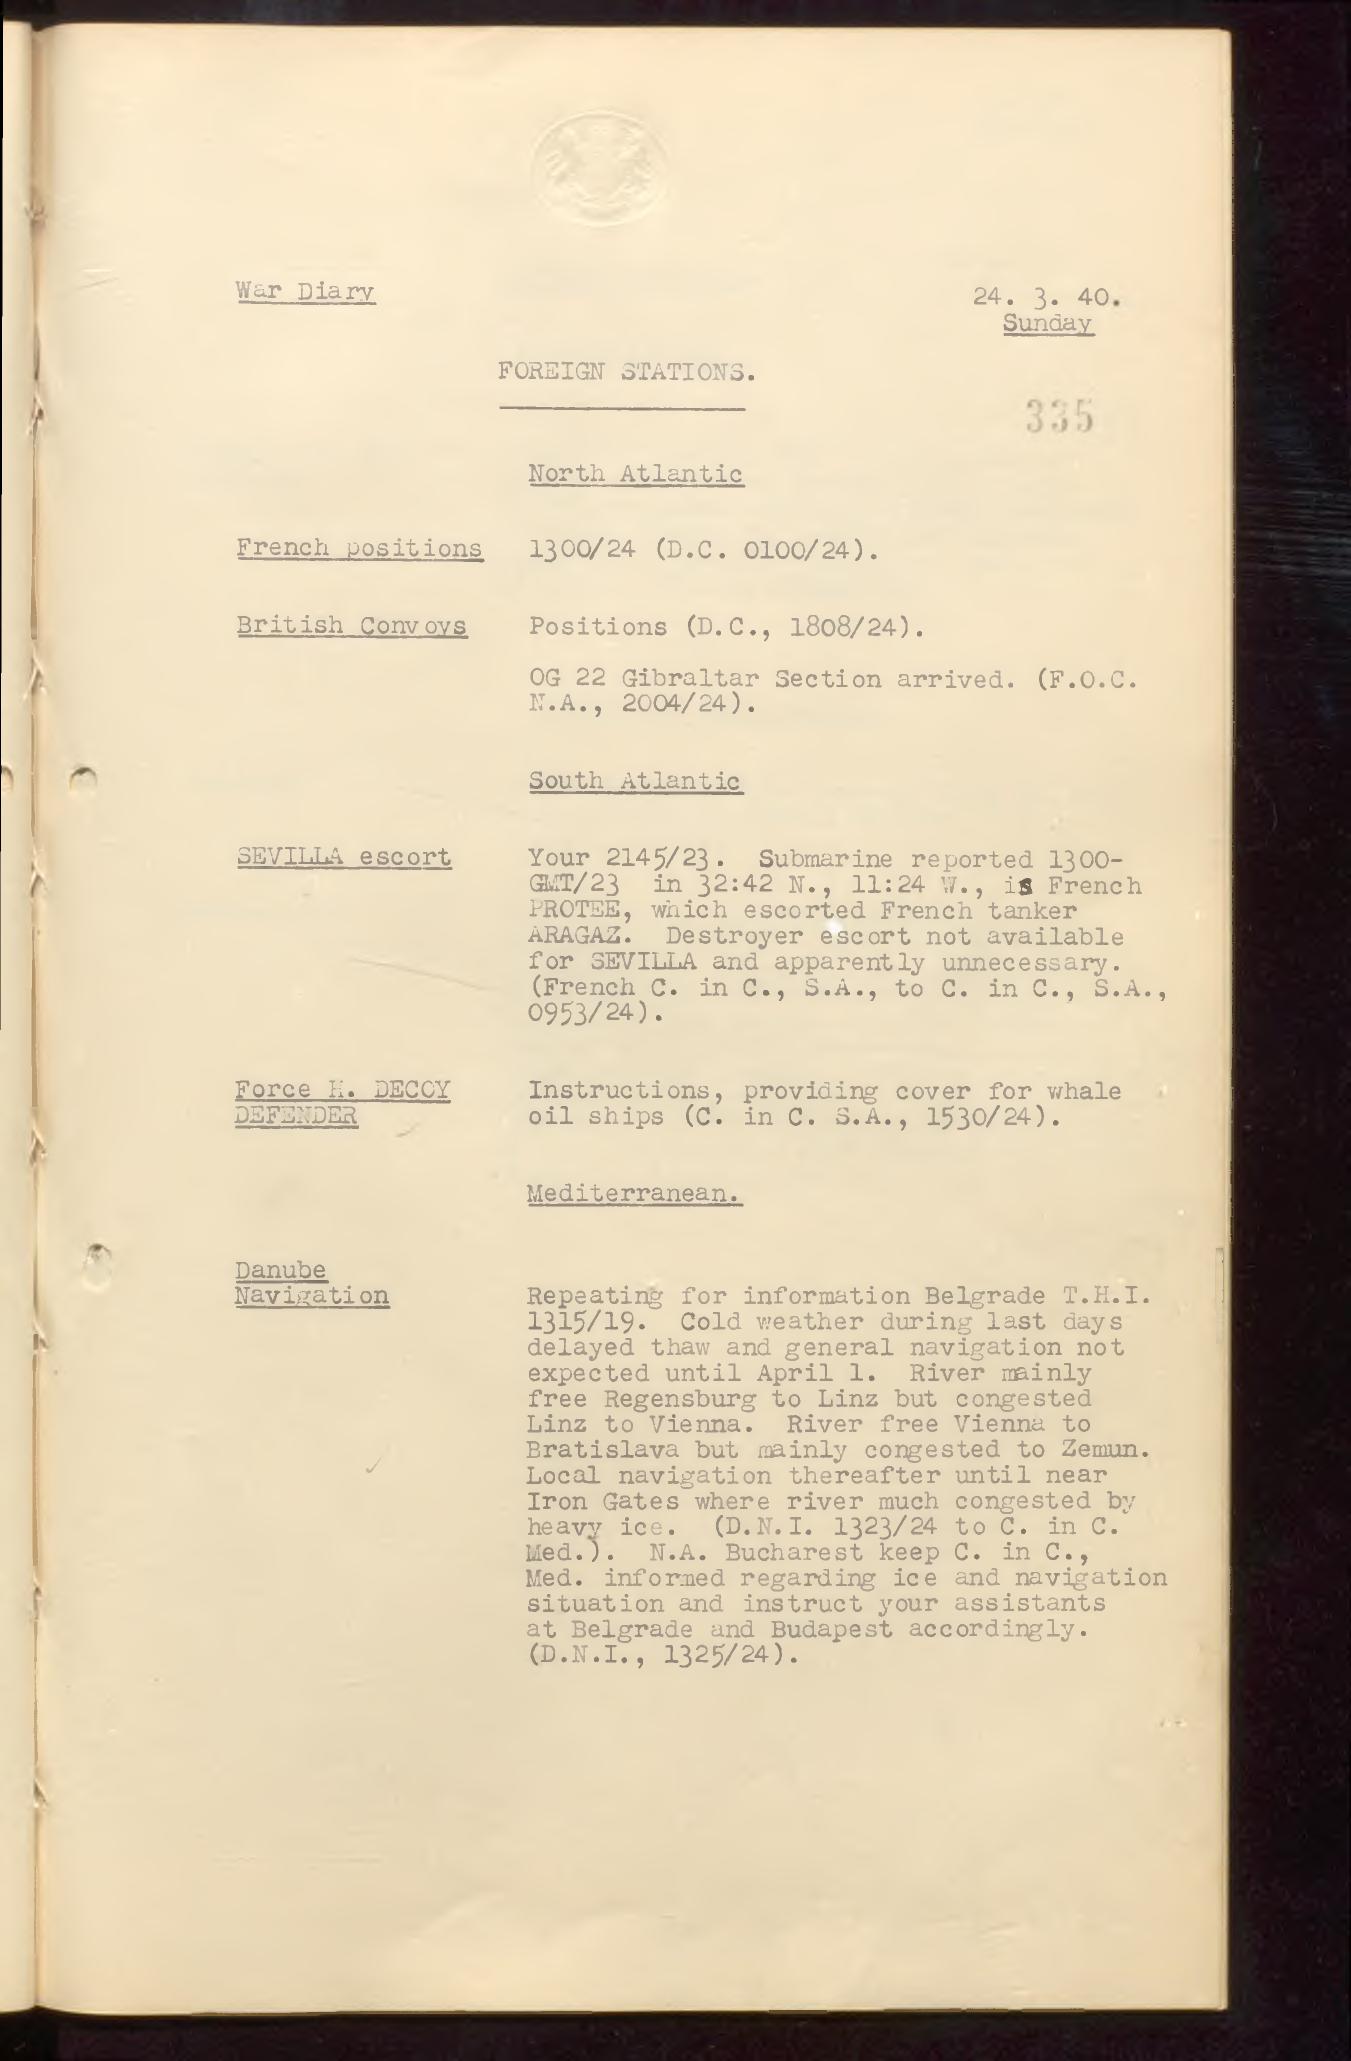 War Diary
24. 3. 40.
Sunday
FOREIGN STATIONS.
335
North Atlantic
French positions 1300/24 (D.C. 0100/24).
British Convoys Positions (D.C., 1808/24).
OG 22 Gibraltar Section arrived. (F.O.C.
N.A., 2004/24).
South Atlantic
SEVILLA escort Your 2145/23. Submarine reported 1300-
GMT/23 in 32:42 N., 11:24 W., is French
PROTEE, which escorted French tanker
ARAGAZ. Destroyer escort not available
for SEVILLA and apparently unnecessary.
(French C. in C., S.A., to C. in C., S.A.,
0953/24).
Force H. DECOY Instructions, providing cover for whale
DEFENDER oil ships (C. in C. S.A., 1530/24).
Mediterranean.
Danube
Navigation Repeating for information Belgrade T.H.I.
1315/19. Cold weather during last days
delayed thaw and general navigation not
expected until April 1. River mainly
free Regensburg to Linz but congested
Linz to Vienna. River free Vienna to
Bratislava but mainly congested to Zemun.
Local navigation thereafter until near
Iron Gates where river much congested by
heavy ice. (D.N.I. 1323/24 to C. in C.
Med.). N.A. Bucharest keep C. in C.,
Med. informed regarding ice and navigation
situation and instruct your assistants
at Belgrade and Budapest accordingly.
(D.N.I., 1325/24).